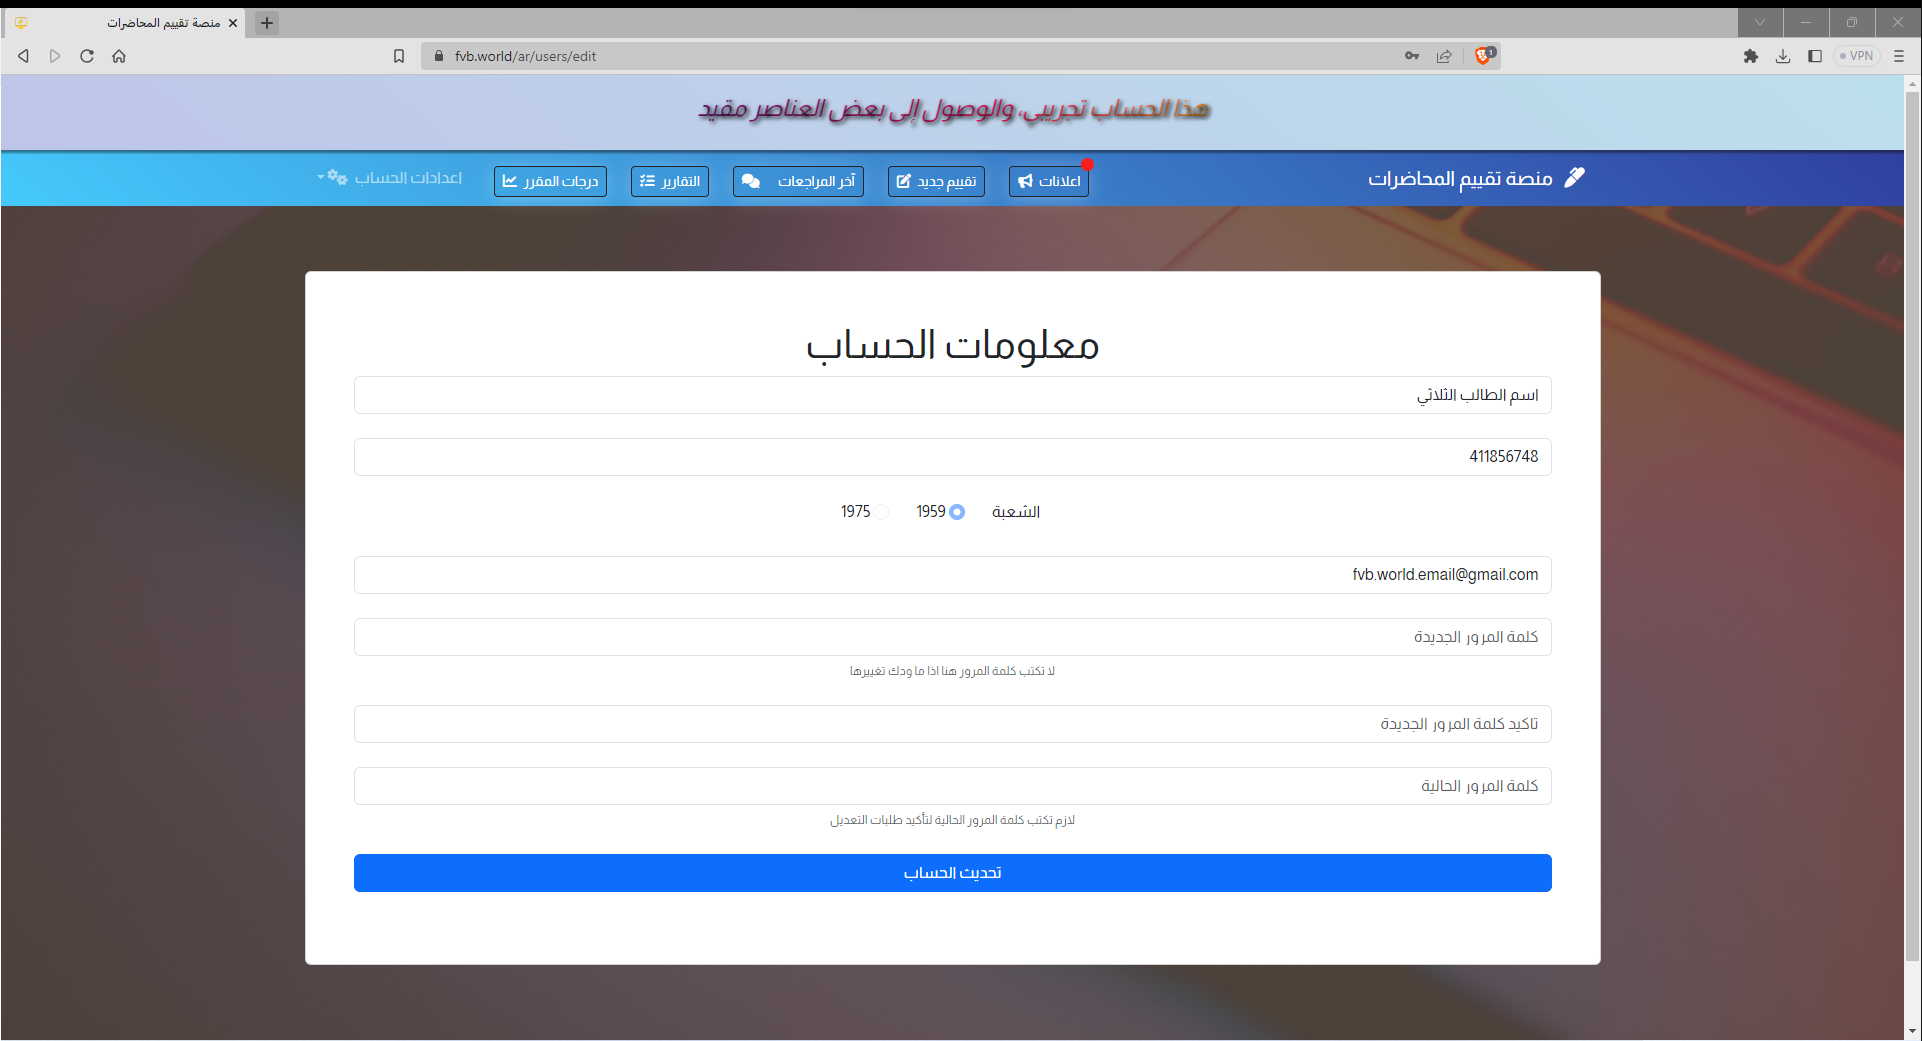 منصة تقييم المحاضرات
fvb.world/ar/users/edit
1
VPN
هذا الحساب تجريبي، والوصول إلى بعض العناصر مقيد
منصة تقييم المحاضرات
اعلانات
تقييم جديد
آخر المراجعات
التقارير
درجات المقرر
اعدادات الحساب
معلومات الحساب
اسم الطالب الثلاثي
411856748
الشعبة 1959 1975
fvb.world.email@gmail.com
كلمة المرور الجديدة
لا تكتب كلمة المرور هنا اذا ما ودك تغييرها
تاكيد كلمة المرور الجديدة
كلمة المرور الحالية
لازم تكتب كلمة المرور الحالية لتأكيد طلبات التعديل
تحديث الحساب